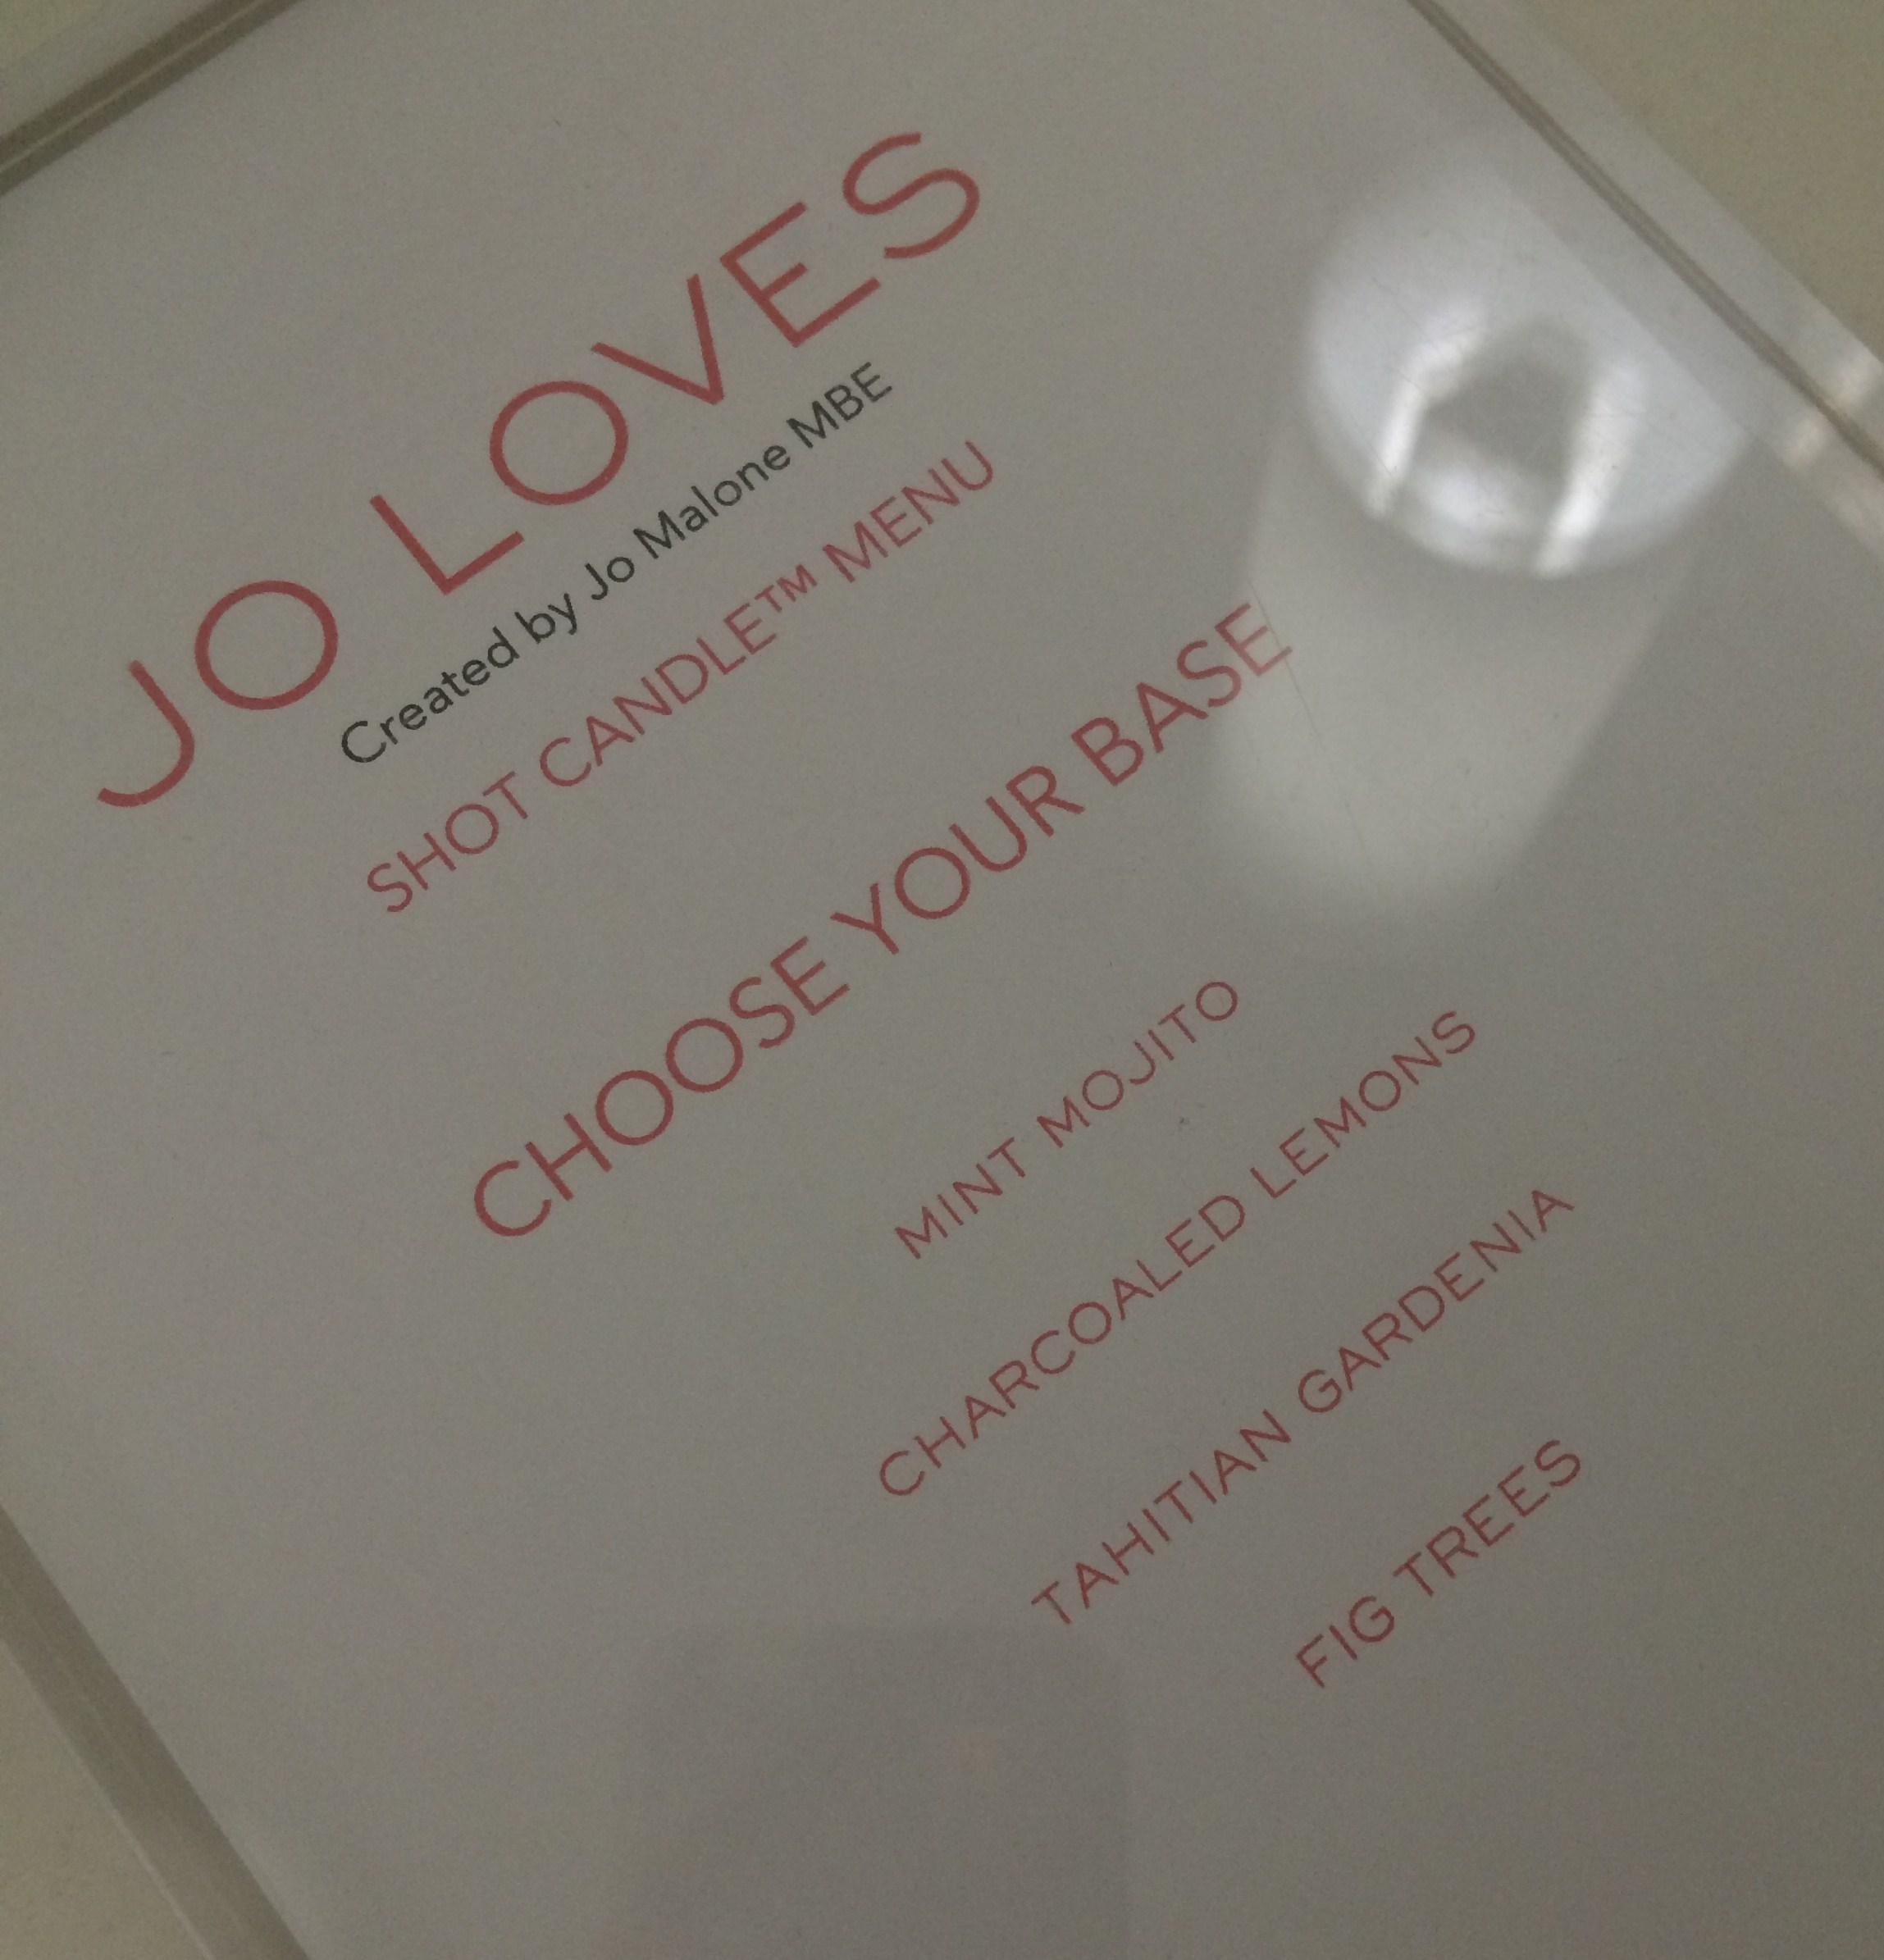 JO LOVES
Created by Jo Malone MBE
SHOT CANDLE™ MENU
CHOOSE YOUR BASE
MINT MOJITO
CHARCOALED LEMONS
TAHITIAN GARDENIA
FIG TREES